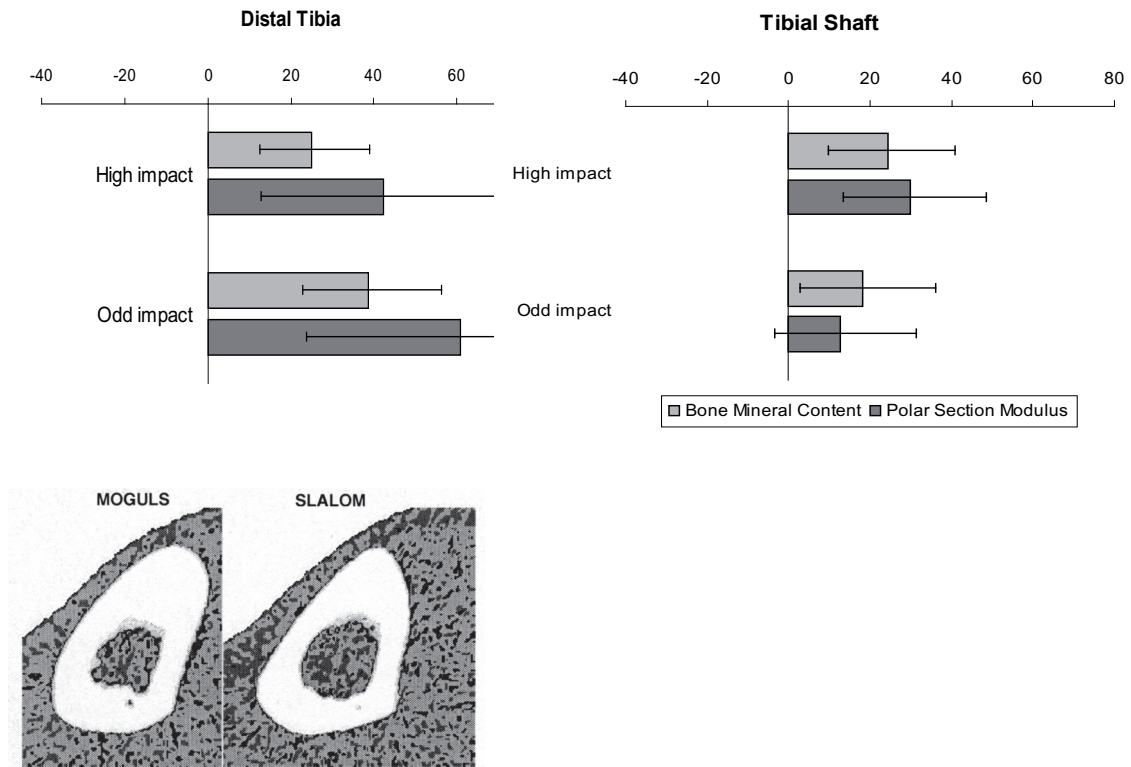 Distal Tibia
-40 -20 0 20 40 60
High impact
Odd impact
Tibial Shaft
-40 -20 0 20 40 60 80
High impact
Odd impact
Bone Mineral Content Polar Section Modulus
MOGULS SLALOM